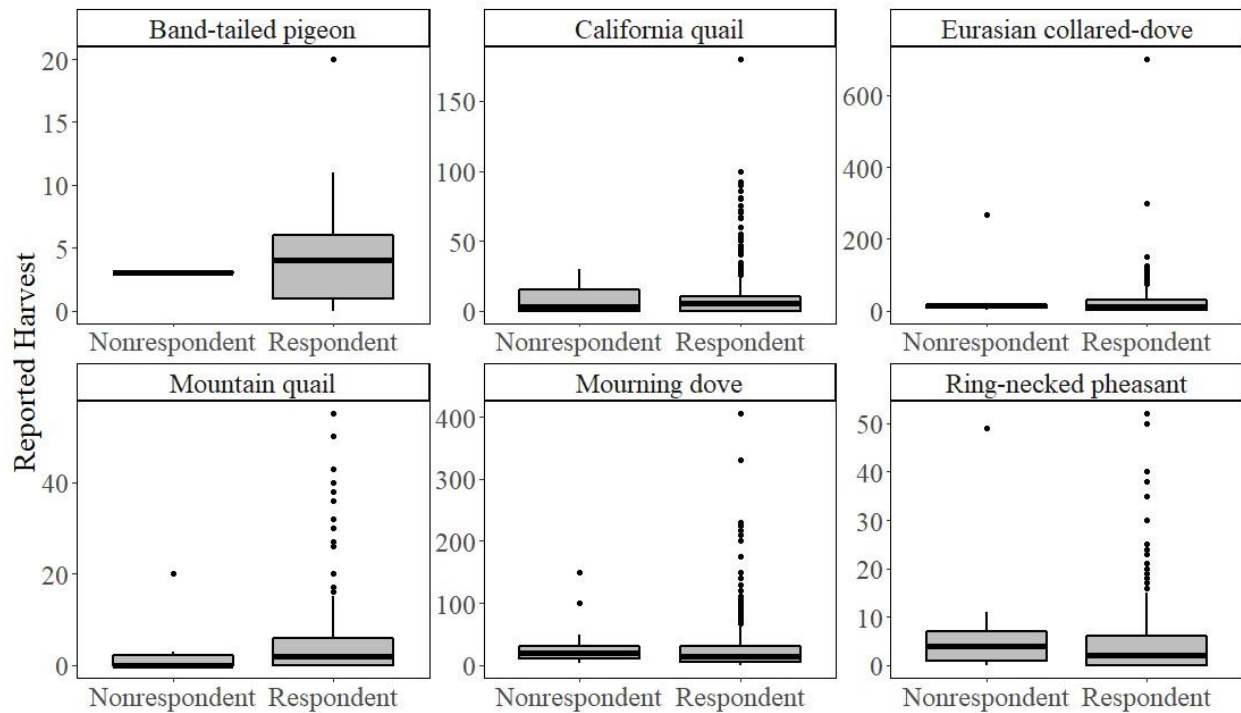 Reported Harvest
Band-tailed pigeon
20
15
10
5
0
Nonrespondent Respondent
California quail
150
100
50
0
Nonrespondent Respondent
Eurasian collared-dove
600
400
200
0
Nonrespondent Respondent
Mountain quail
40
20
0
Nonrespondent Respondent
Mourning dove
400
300
200
100
0
Nonrespondent Respondent
Ring-necked pheasant
50
40
30
20
10
0
Nonrespondent Respondent